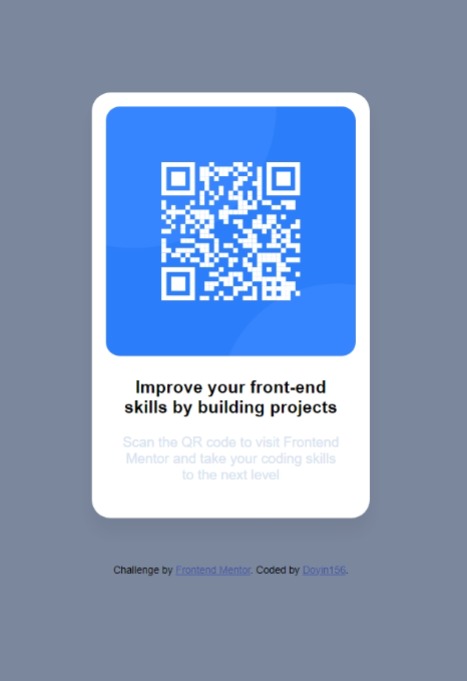 Improve your front-end
skills by building projects
Scan the QR code to visit Frontend
Mentor and take your coding skills
to the next level
Challenge by Frontend Mentor. Coded by Doyin156.